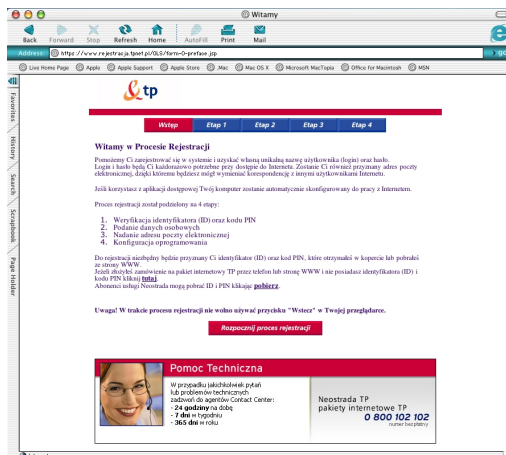 Witamy
Back Forward Stop Refresh Home AutoFill Print Mail
Address https://www.rejestracja.tpnet.pl/OLS/form-0-preface.jsp go
Live Home Page Apple Apple Support Apple Store .Mac Mac OS X Microsoft MacTopia Office for Macintosh MSN
Favorites
History
Search
Scrapbook
Page Holder
tp
Wstęp Etap 1 Etap 2 Etap 3 Etap 4
Witamy w Procesie Rejestracji
Pomożemy Ci zarejestrować się w systemie i uzyskać własną unikalną nazwę użytkownika (login) oraz hasło.
Login i hasło będą Ci każdorazowo potrzebne przy dostępie do Internetu. Zostanie Ci również przyznany adres poczty
elektronicznej, dzięki któremu będziesz mógł wymieniać korespondencję z innymi użytkownikami Internetu.
Jeśli korzystasz z aplikacji dostępowej Twój komputer zostanie automatycznie skonfigurowany do pracy z Internetem.
Proces rejestracji został podzielony na 4 etapy:
1. Weryfikacja identyfikatora (ID) oraz kodu PIN
2. Podanie danych osobowych
3. Nadanie adresu poczty elektronicznej
4. Konfiguracja oprogramowania
Do rejestracji niezbędny będzie przyznany Ci identyfikator (ID) oraz kod PIN, które otrzymałeś w kopercie lub pobrałeś
ze strony WWW.
Jeżeli złożyłeś zamówienie na pakiet internetowy TP przez telefon lub stronę WWW i nie posiadasz identyfikatora (ID) i
kodu PIN kliknij tutaj.
Abonenci usługi Neostrada mogą pobrać ID i PIN klikając pobierz.
Uwaga! W trakcie procesu rejestracji nie wolno używać przycisku "Wstecz" w Twojej przeglądarce.
Rozpocznij proces rejestracji
Pomoc Techniczna
W przypadku jakichkolwiek pytań
lub problemów technicznych
zadzwoń do agentów Contact Center:
- 24 godziny na dobę
- 7 dni w tygodniu
- 365 dni w roku
Neostrada TP
pakiety internetowe TP
0 800 102 102
numer bezpłatny